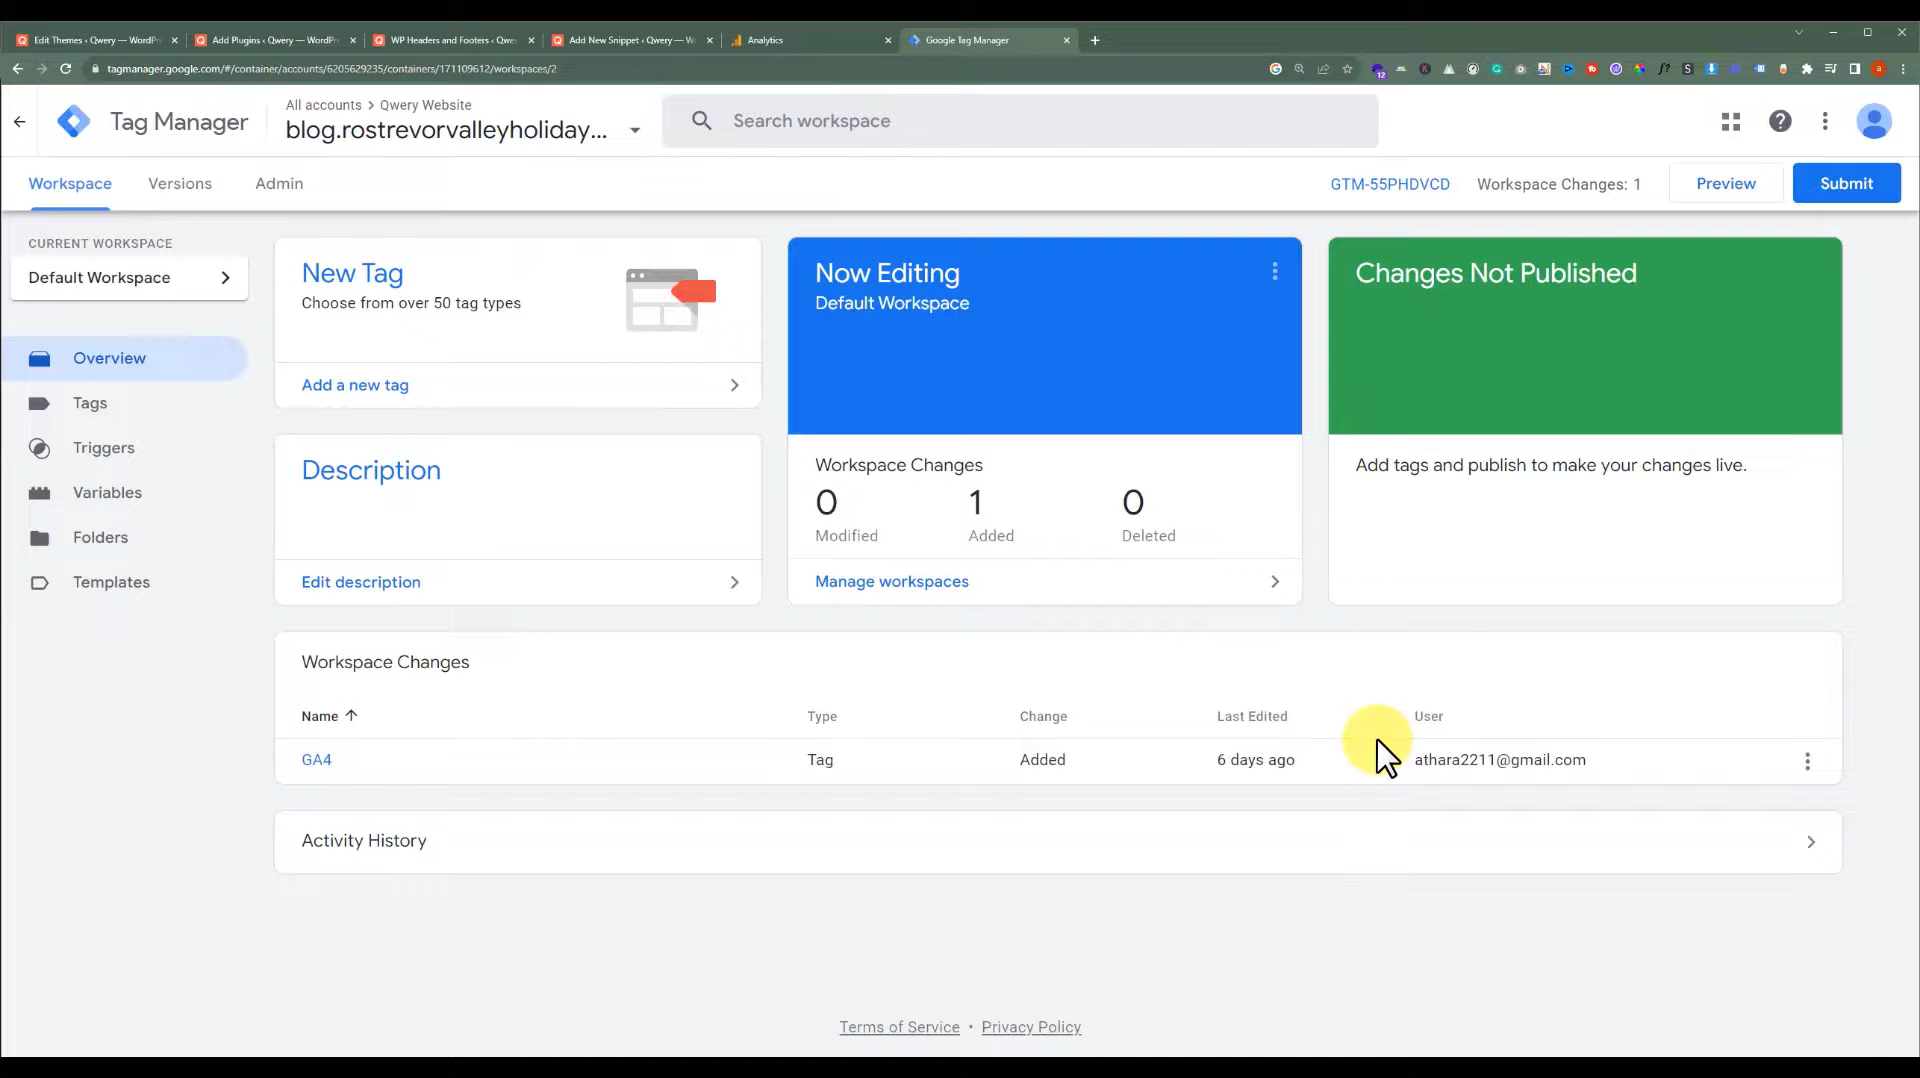 Edit Themes ‹ Qwery — WordPr
Add Plugins ‹ Qwery — WordPr
WP Headers and Footers ‹ Qwer
Add New Snippet ‹ Qwery — W
Analytics
Google Tag Manager
tagmanager.google.com/#/container/accounts/6205629235/containers/171109612/workspaces/2
12
Tag Manager
All accounts > Qwery Website
blog.rostrevorvalleyholiday...
Search workspace
Workspace
Versions
Admin
GTM-55PHDVCD
Workspace Changes: 1
Preview
Submit
CURRENT WORKSPACE
Default Workspace
Overview
Tags
Triggers
Variables
Folders
Templates
New Tag
Choose from over 50 tag types
Add a new tag
Description
Edit description
Now Editing
Default Workspace
Workspace Changes
0 1 0
Modified Added Deleted
Manage workspaces
Changes Not Published
Add tags and publish to make your changes live.
Workspace Changes
Name Type Change Last Edited User
GA4 Tag Added 6 days ago athara2211@gmail.com
Activity History
Terms of Service • Privacy Policy